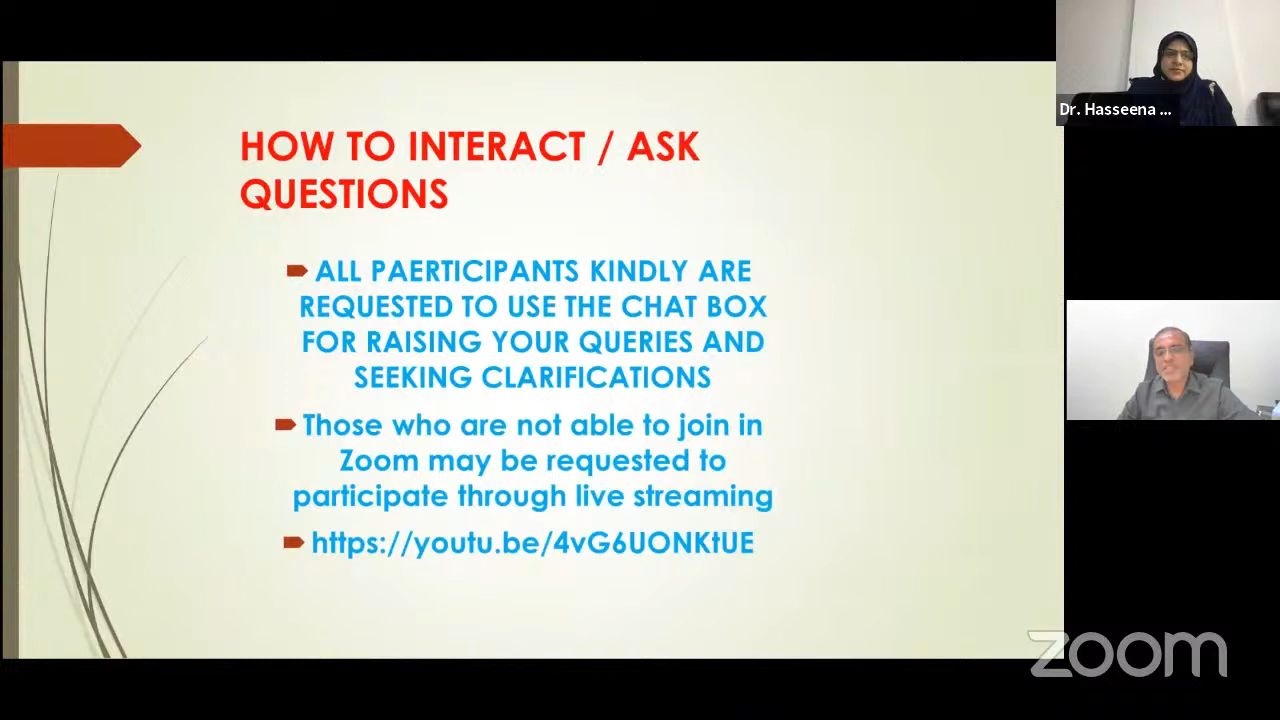 HOW TO INTERACT / ASK
QUESTIONS
ALL PAERTICIPANTS KINDLY ARE
REQUESTED TO USE THE CHAT BOX
FOR RAISING YOUR QUERIES AND
SEEKING CLARIFICATIONS
Those who are not able to join in
Zoom may be requested to
participate through live streaming
https://youtu.be/4vG6UONKtUE
Dr. Hasseena ...
zoom